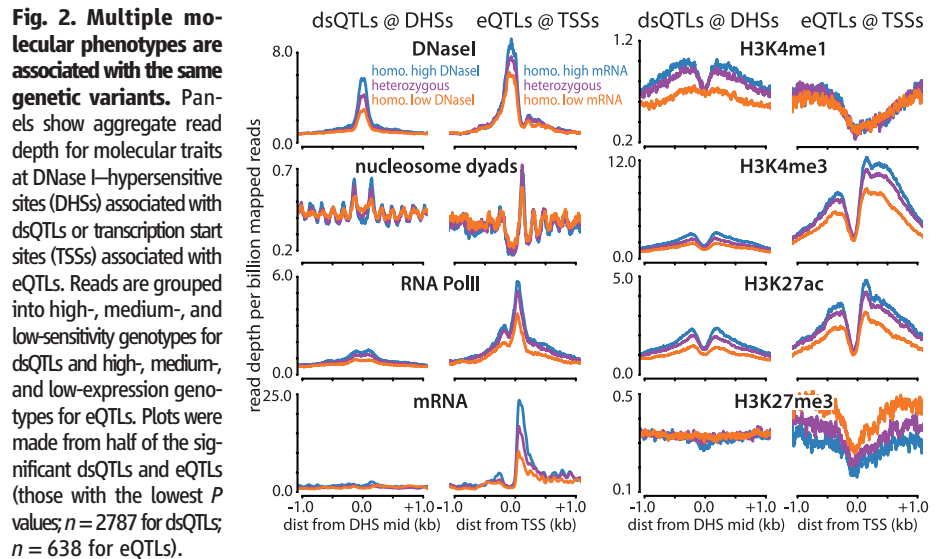 Fig. 2. Multiple mo-
lecular phenotypes are
associated with the same
genetic variants. Pan-
els show aggregate read
depth for molecular traits
at DNase I–hypersensitive
sites (DHSs) associated with
dsQTLs or transcription start
sites (TSSs) associated with
eQTLs. Reads are grouped
into high-, medium-, and
low-sensitivity genotypes for
dsQTLs and high-, medium-,
and low-expression geno-
types for eQTLs. Plots were
made from half of the sig-
nificant dsQTLs and eQTLs
(those with the lowest P
values; n = 2787 for dsQTLs;
n = 638 for eQTLs).
dsQTLs @ DHSs
eQTLs @ TSSs
read depth per billion mapped reads
DNaseI
8.0
0.0
homo. high DNaseI
heterozygous
homo. low DNaseI
homo. high mRNA
heterozygous
homo. low mRNA
nucleosome dyads
0.7
0.2
RNA PolII
6.0
0.0
mRNA
25.0
0.0
-1.0 0.0 +1.0
dist from DHS mid (kb)
-1.0 0.0 +1.0
dist from TSS (kb)
dsQTLs @ DHSs
eQTLs @ TSSs
H3K4me1
1.2
0.2
H3K4me3
12.0
0.0
H3K27ac
5.0
0.0
H3K27me3
0.5
0.1
-1.0 0.0 +1.0
dist from DHS mid (kb)
-1.0 0.0 +1.0
dist from TSS (kb)